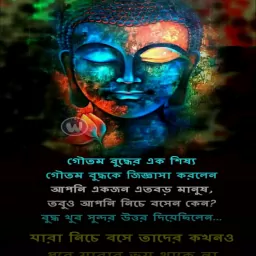 গৌতম বুদ্ধের এক শিষ্য
গৌতম বুদ্ধকে জিজ্ঞাসা করলেন
আপনি একজন এতবড় মানুষ,
তবুও আপনি নিচে বসেন কেন?
বুদ্ধ খুব সুন্দর উত্তর দিয়েছিলেন...
যারা নিচে বসে তাদের কখনও